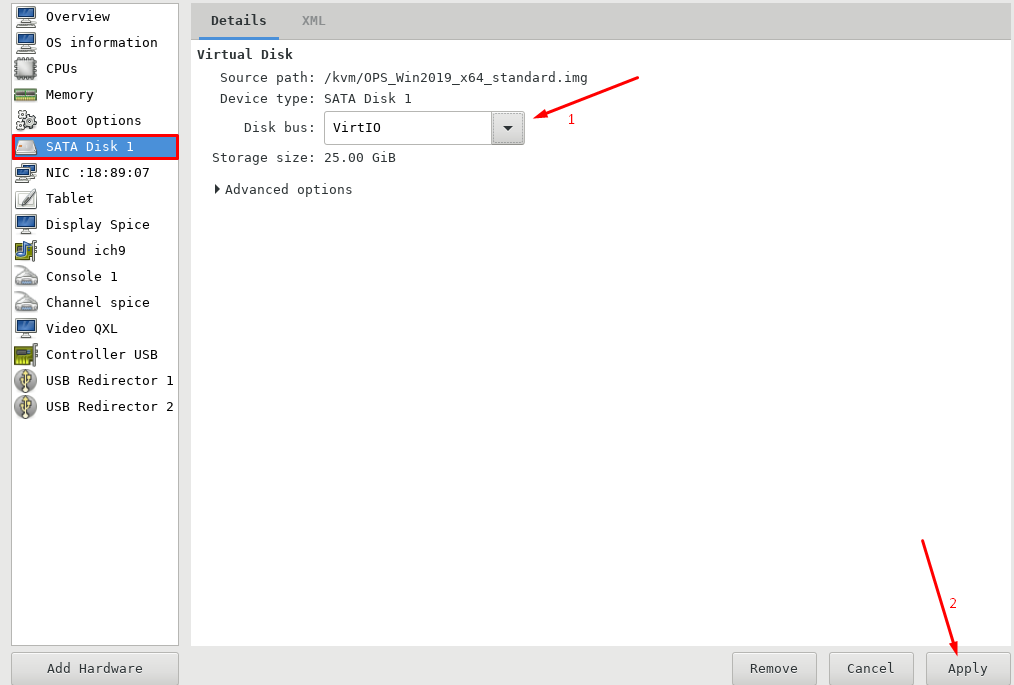 Overview
OS information
CPUs
Memory
Boot Options
SATA Disk 1
NIC :18:89:07
Tablet
Display Spice
Sound ich9
Console 1
Channel spice
Video QXL
Controller USB
USB Redirector 1
USB Redirector 2
Add Hardware
Details XML
Virtual Disk
Source path: /kvm/OPS_Win2019_x64_standard.img
Device type: SATA Disk 1
Disk bus: VirtIO
1
Storage size: 25.00 GiB
Advanced options
2
Remove Cancel Apply